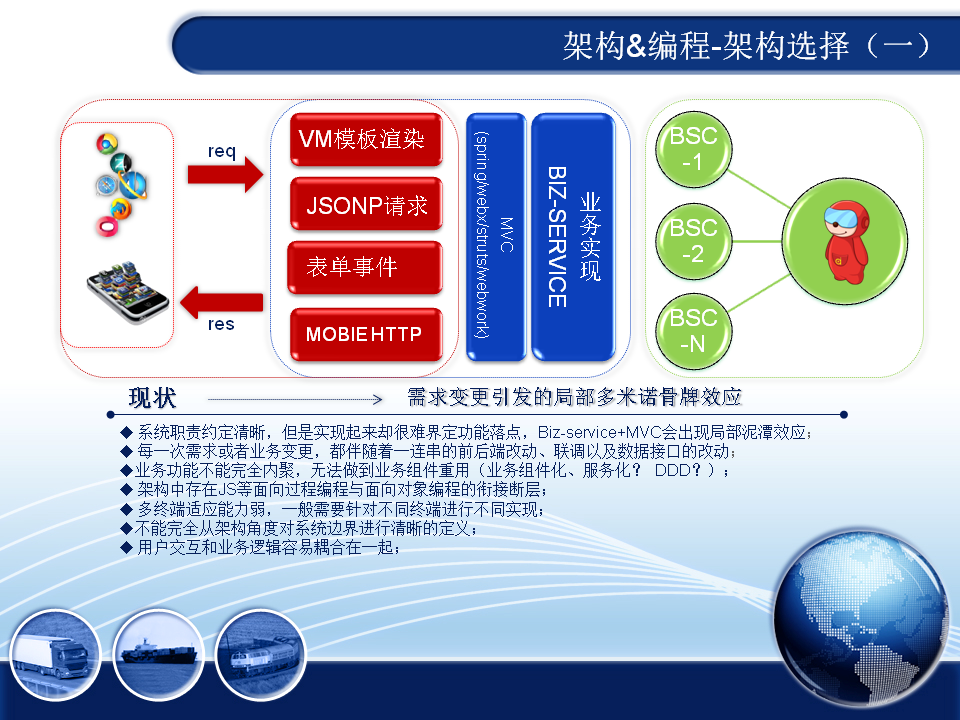 架构&编程-架构选择（一）
req
res
VM模板渲染
JSONP请求
表单事件
MOBIEHTTP
MVC
(spring/webx/struts/webwork)
业务实现
BIZ-SERVICE
BSC
-1
BSC
-2
BSC
-N
现状
需求变更引发的局部多米诺骨牌效应
◆ 系统职责约定清晰，但是实现起来却很难界定功能落点，Biz-service+MVC会出现局部泥潭效应；
◆ 每一次需求或者业务变更，都伴随着一连串的前后端改动、联调以及数据接口的改动；
◆业务功能不能完全内聚，无法做到业务组件重用（业务组件化、服务化？ DDD？）；
◆ 架构中存在JS等面向过程编程与面向对象编程的衔接断层；
◆ 多终端适应能力弱，一般需要针对不同终端进行不同实现；
◆不能完全从架构角度对系统边界进行清晰的定义；
◆ 用户交互和业务逻辑容易耦合在一起；